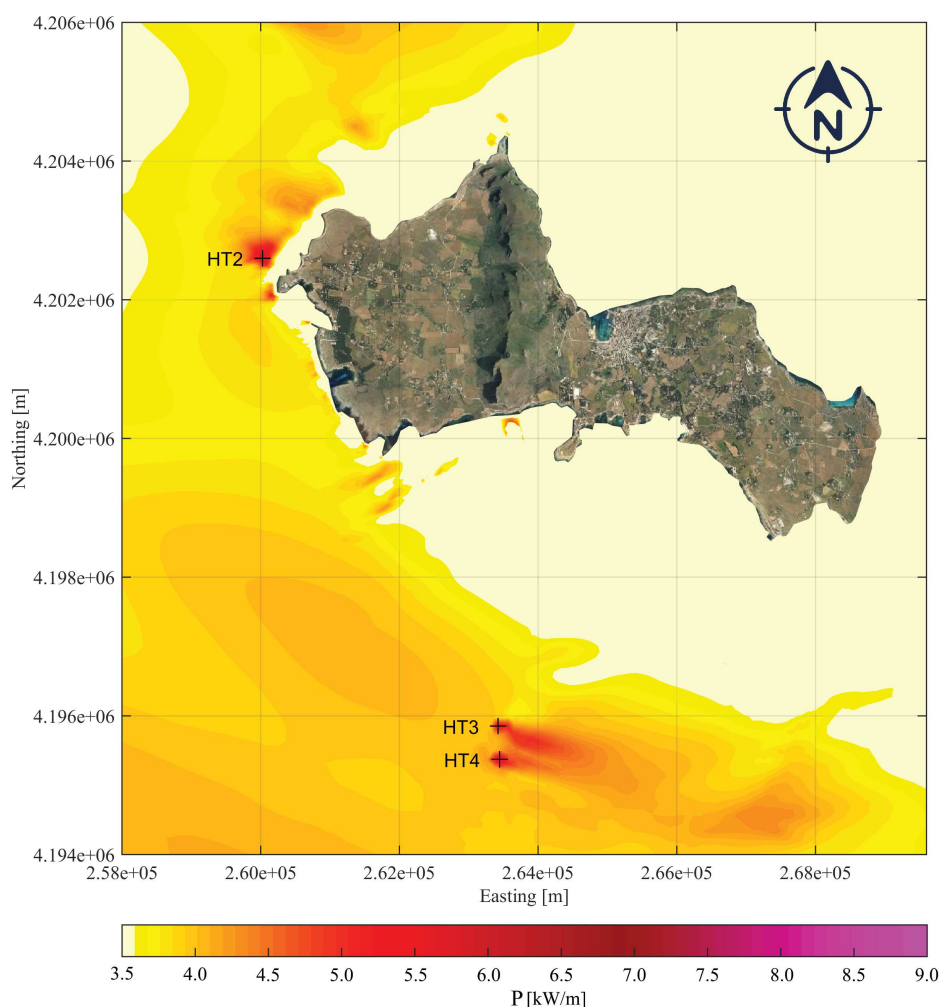 4.206e+06
N
4.204e+06
HT2
4.202e+06
Northing [m]
4.200e+06
4.198e+06
4.196e+06
HT3
HT4
4.194e+06
2.58e+05 2.60e+05 2.62e+05 2.64e+05 2.66e+05 2.68e+05
Easting [m]
3.5 4.0 4.5 5.0 5.5 6.0 6.5 7.0 7.5 8.0 8.5 9.0
P [kW/m]